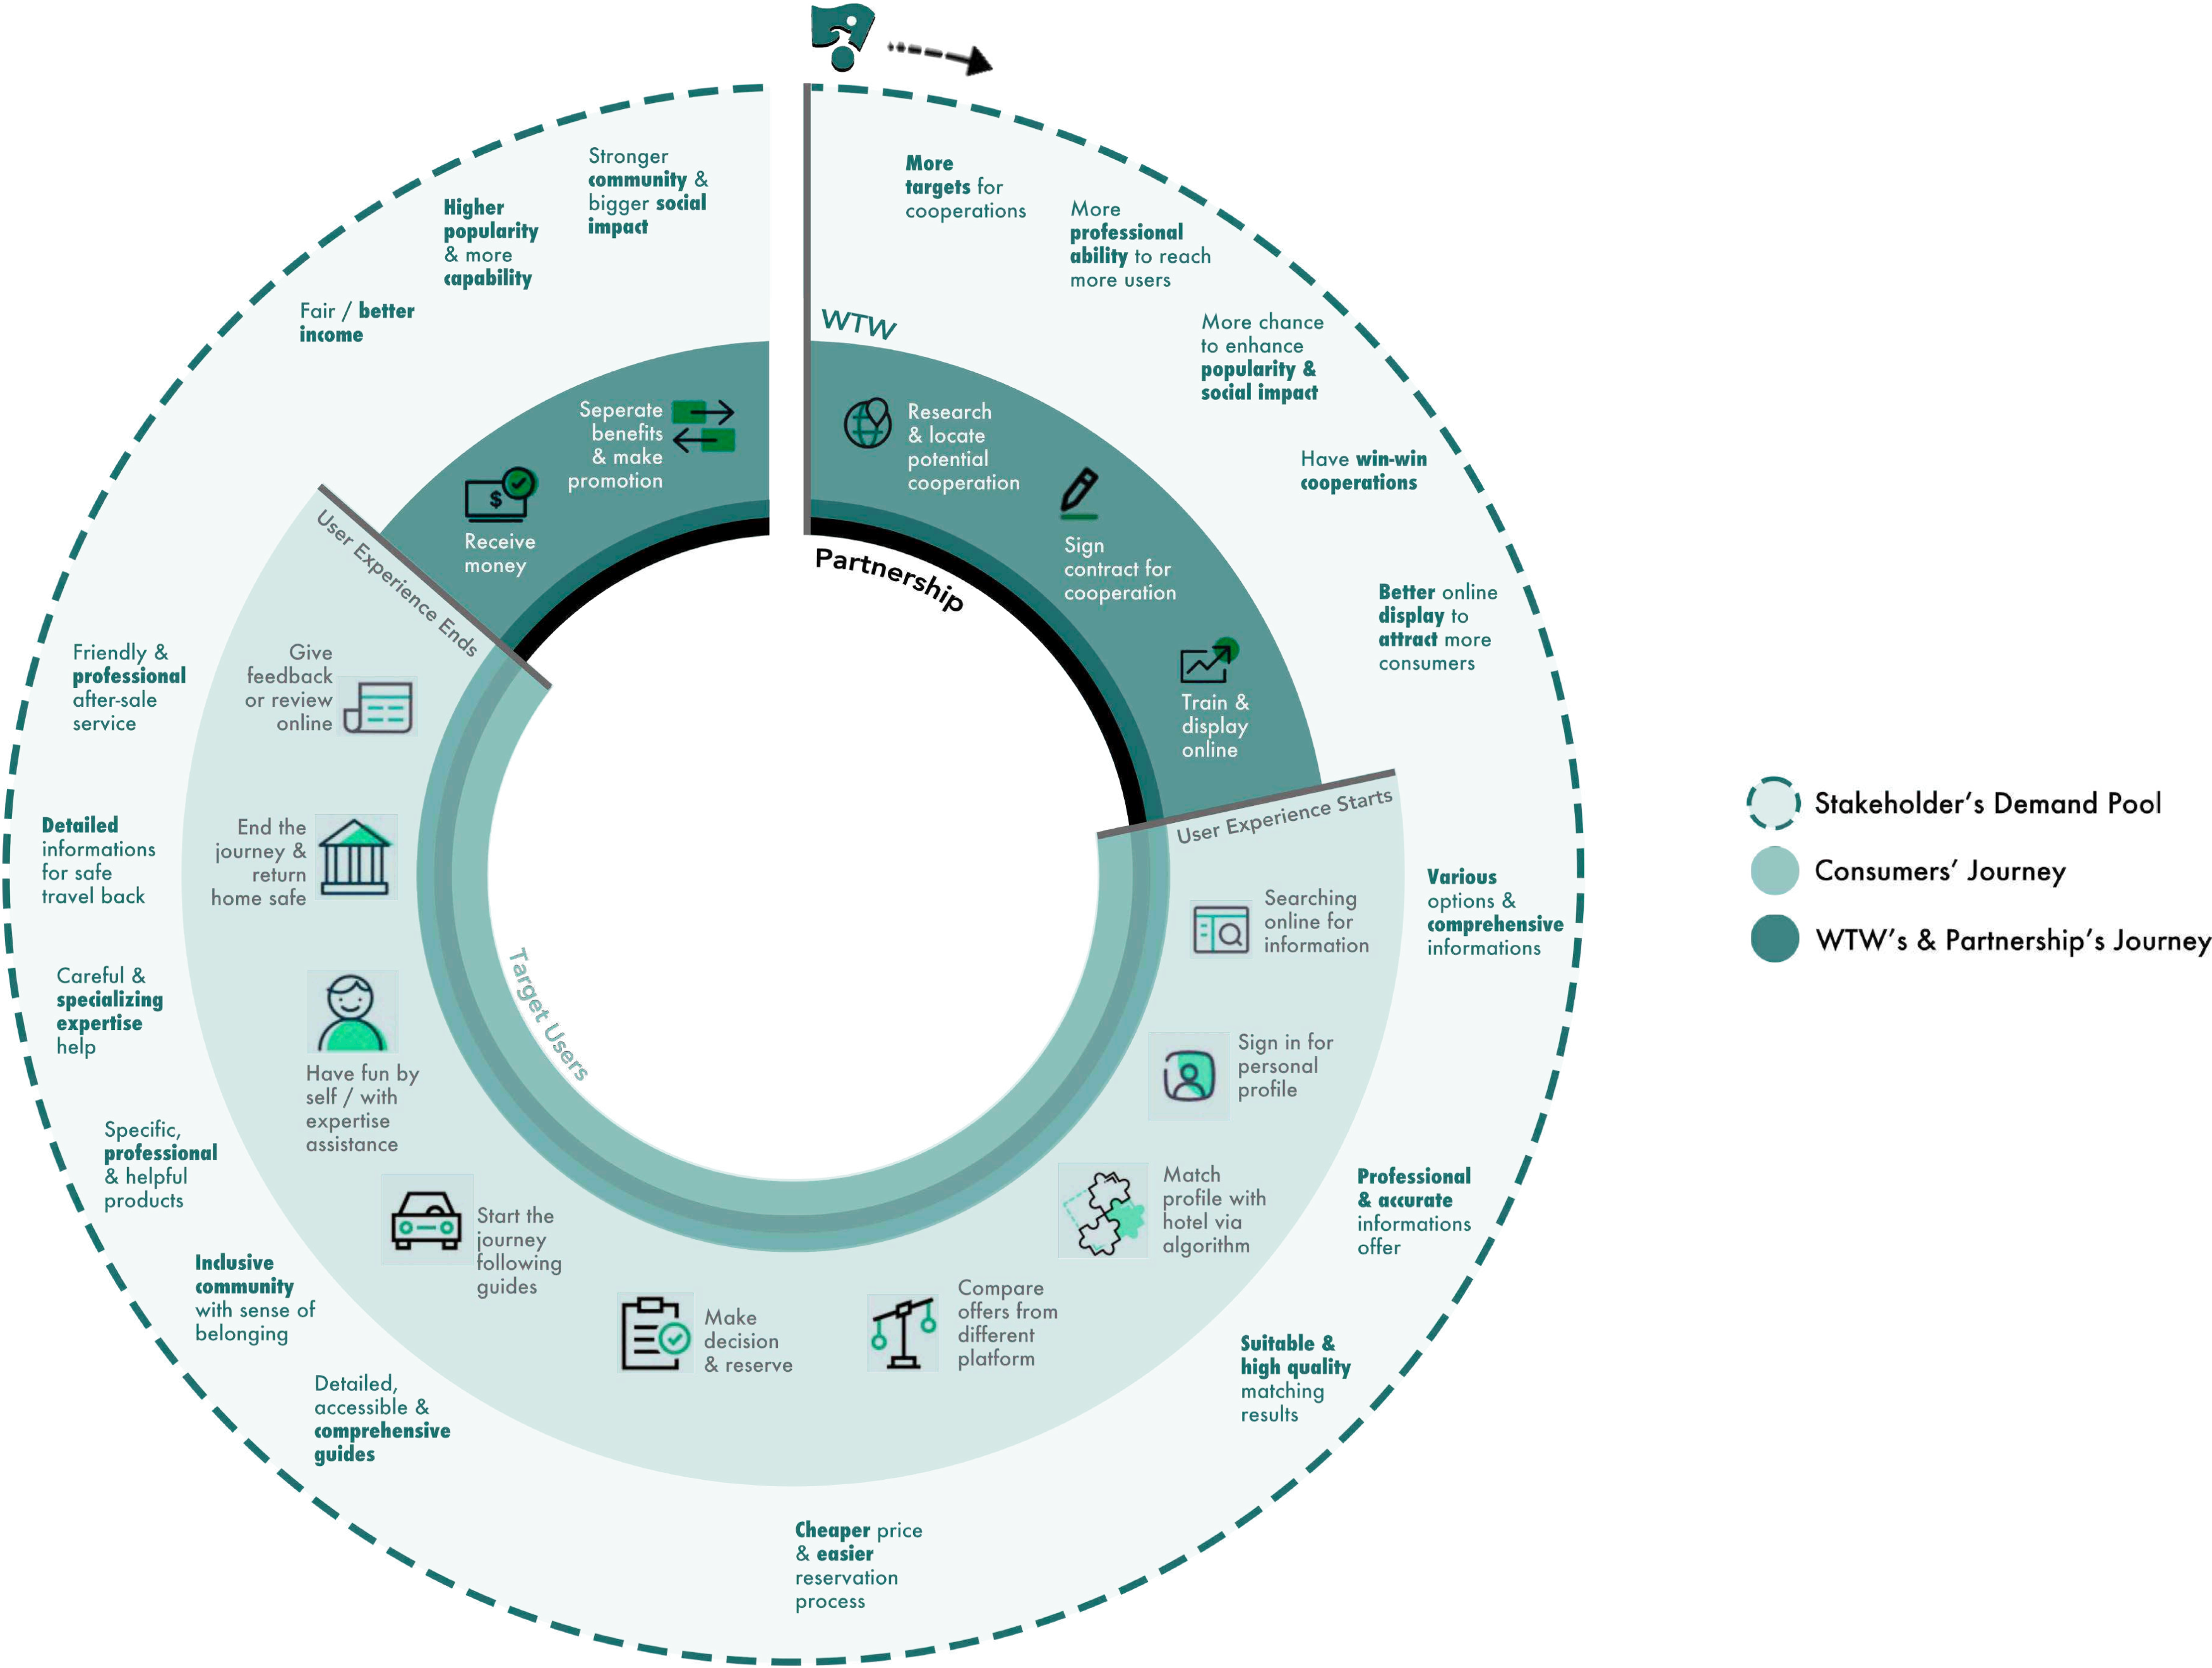 More
targets for
cooperations
More
professional
ability to reach
more users
More chance
to enhance
popularity &
social impact
Have win-win
cooperations
Better online
display to
attract more
consumers
Various
options &
comprehensive
informations
Professional
& accurate
informations
offer
Suitable &
high quality
matching
results
Cheaper price
& easier
reservation
process
Detailed,
accessible &
comprehensive
guides
Inclusive
community
with sense of
belonging
Specific,
professional
& helpful
products
Careful &
specializing
expertise
help
Detailed
informations
for safe
travel back
Friendly &
professional
after-sale
service
Fair / better
income
Higher
popularity
& more
capability
Stronger
community &
bigger social
impact
WTW
Research
& locate
potential
cooperation
Sign
contract for
cooperation
Train &
display
online
User Experience Starts
Searching
online for
information
Sign in for
personal
profile
Match
profile with
hotel via
algorithm
Compare
offers from
different
platform
Make
decision
& reserve
Start the
journey
following
guides
Have fun by
self / with
expertise
assistance
End the
journey &
return
home safe
Give
feedback
or review
online
User Experience Ends
$
Receive
money
Seperate
benefits
& make
promotion
Partnership
Target Users
Stakeholder's Demand Pool
Consumers' Journey
WTW's & Partnership's Journey